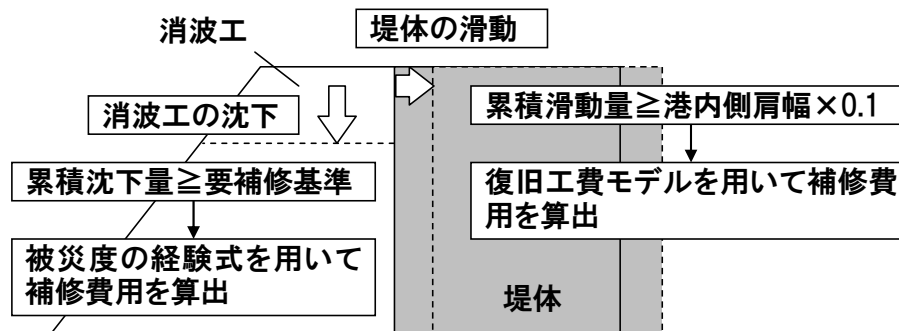 消波工
堤体の滑動
消波工の沈下
累積沈下量≧要補修基準
被災度の経験式を用いて
補修費用を算出
累積滑動量≧港内側肩幅×0.1
復旧工費モデルを用いて補修費
用を算出
堤体